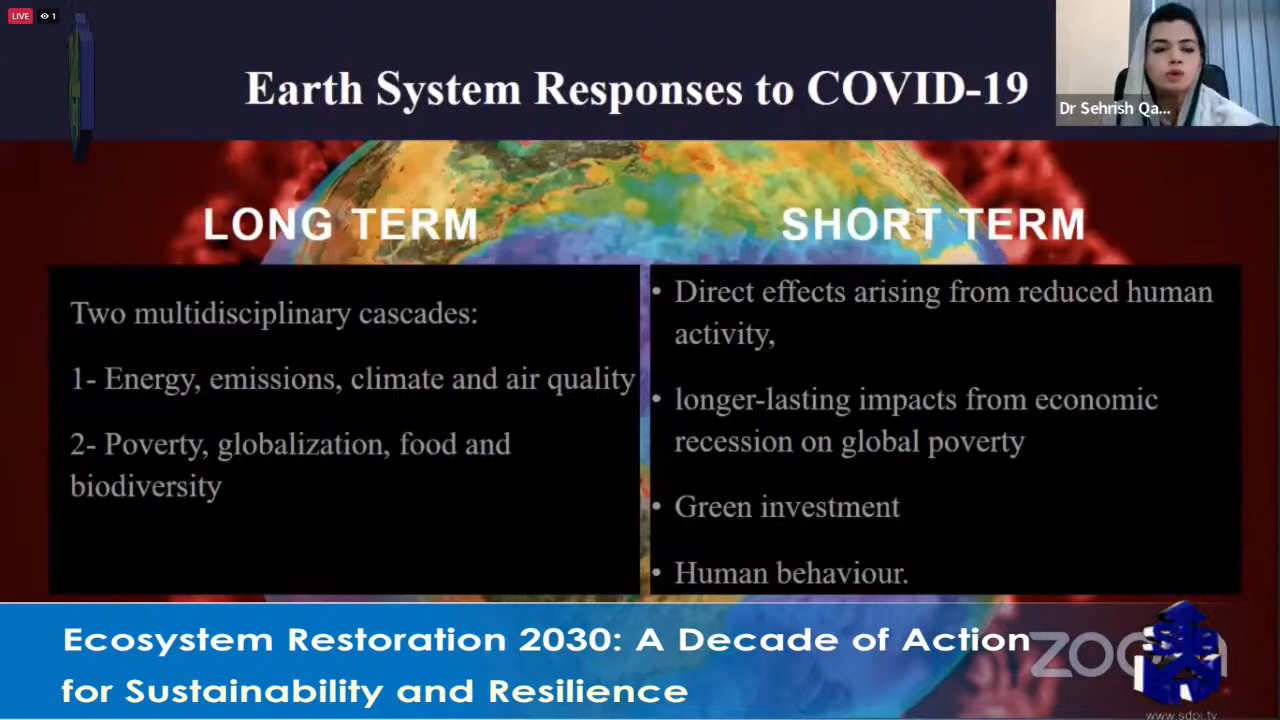 LIVE 1
Earth System Responses to COVID-19
Dr Sehrish Qa...
LONG TERM
Two multidisciplinary cascades:
1- Energy, emissions, climate and air quality
2- Poverty, globalization, food and
biodiversity
SHORT TERM
• Direct effects arising from reduced human
activity,
• longer-lasting impacts from economic
recession on global poverty
• Green investment
• Human behaviour.
Ecosystem Restoration 2030: A Decade of Action
for Sustainability and Resilience
zoom
www.sdpi.tv